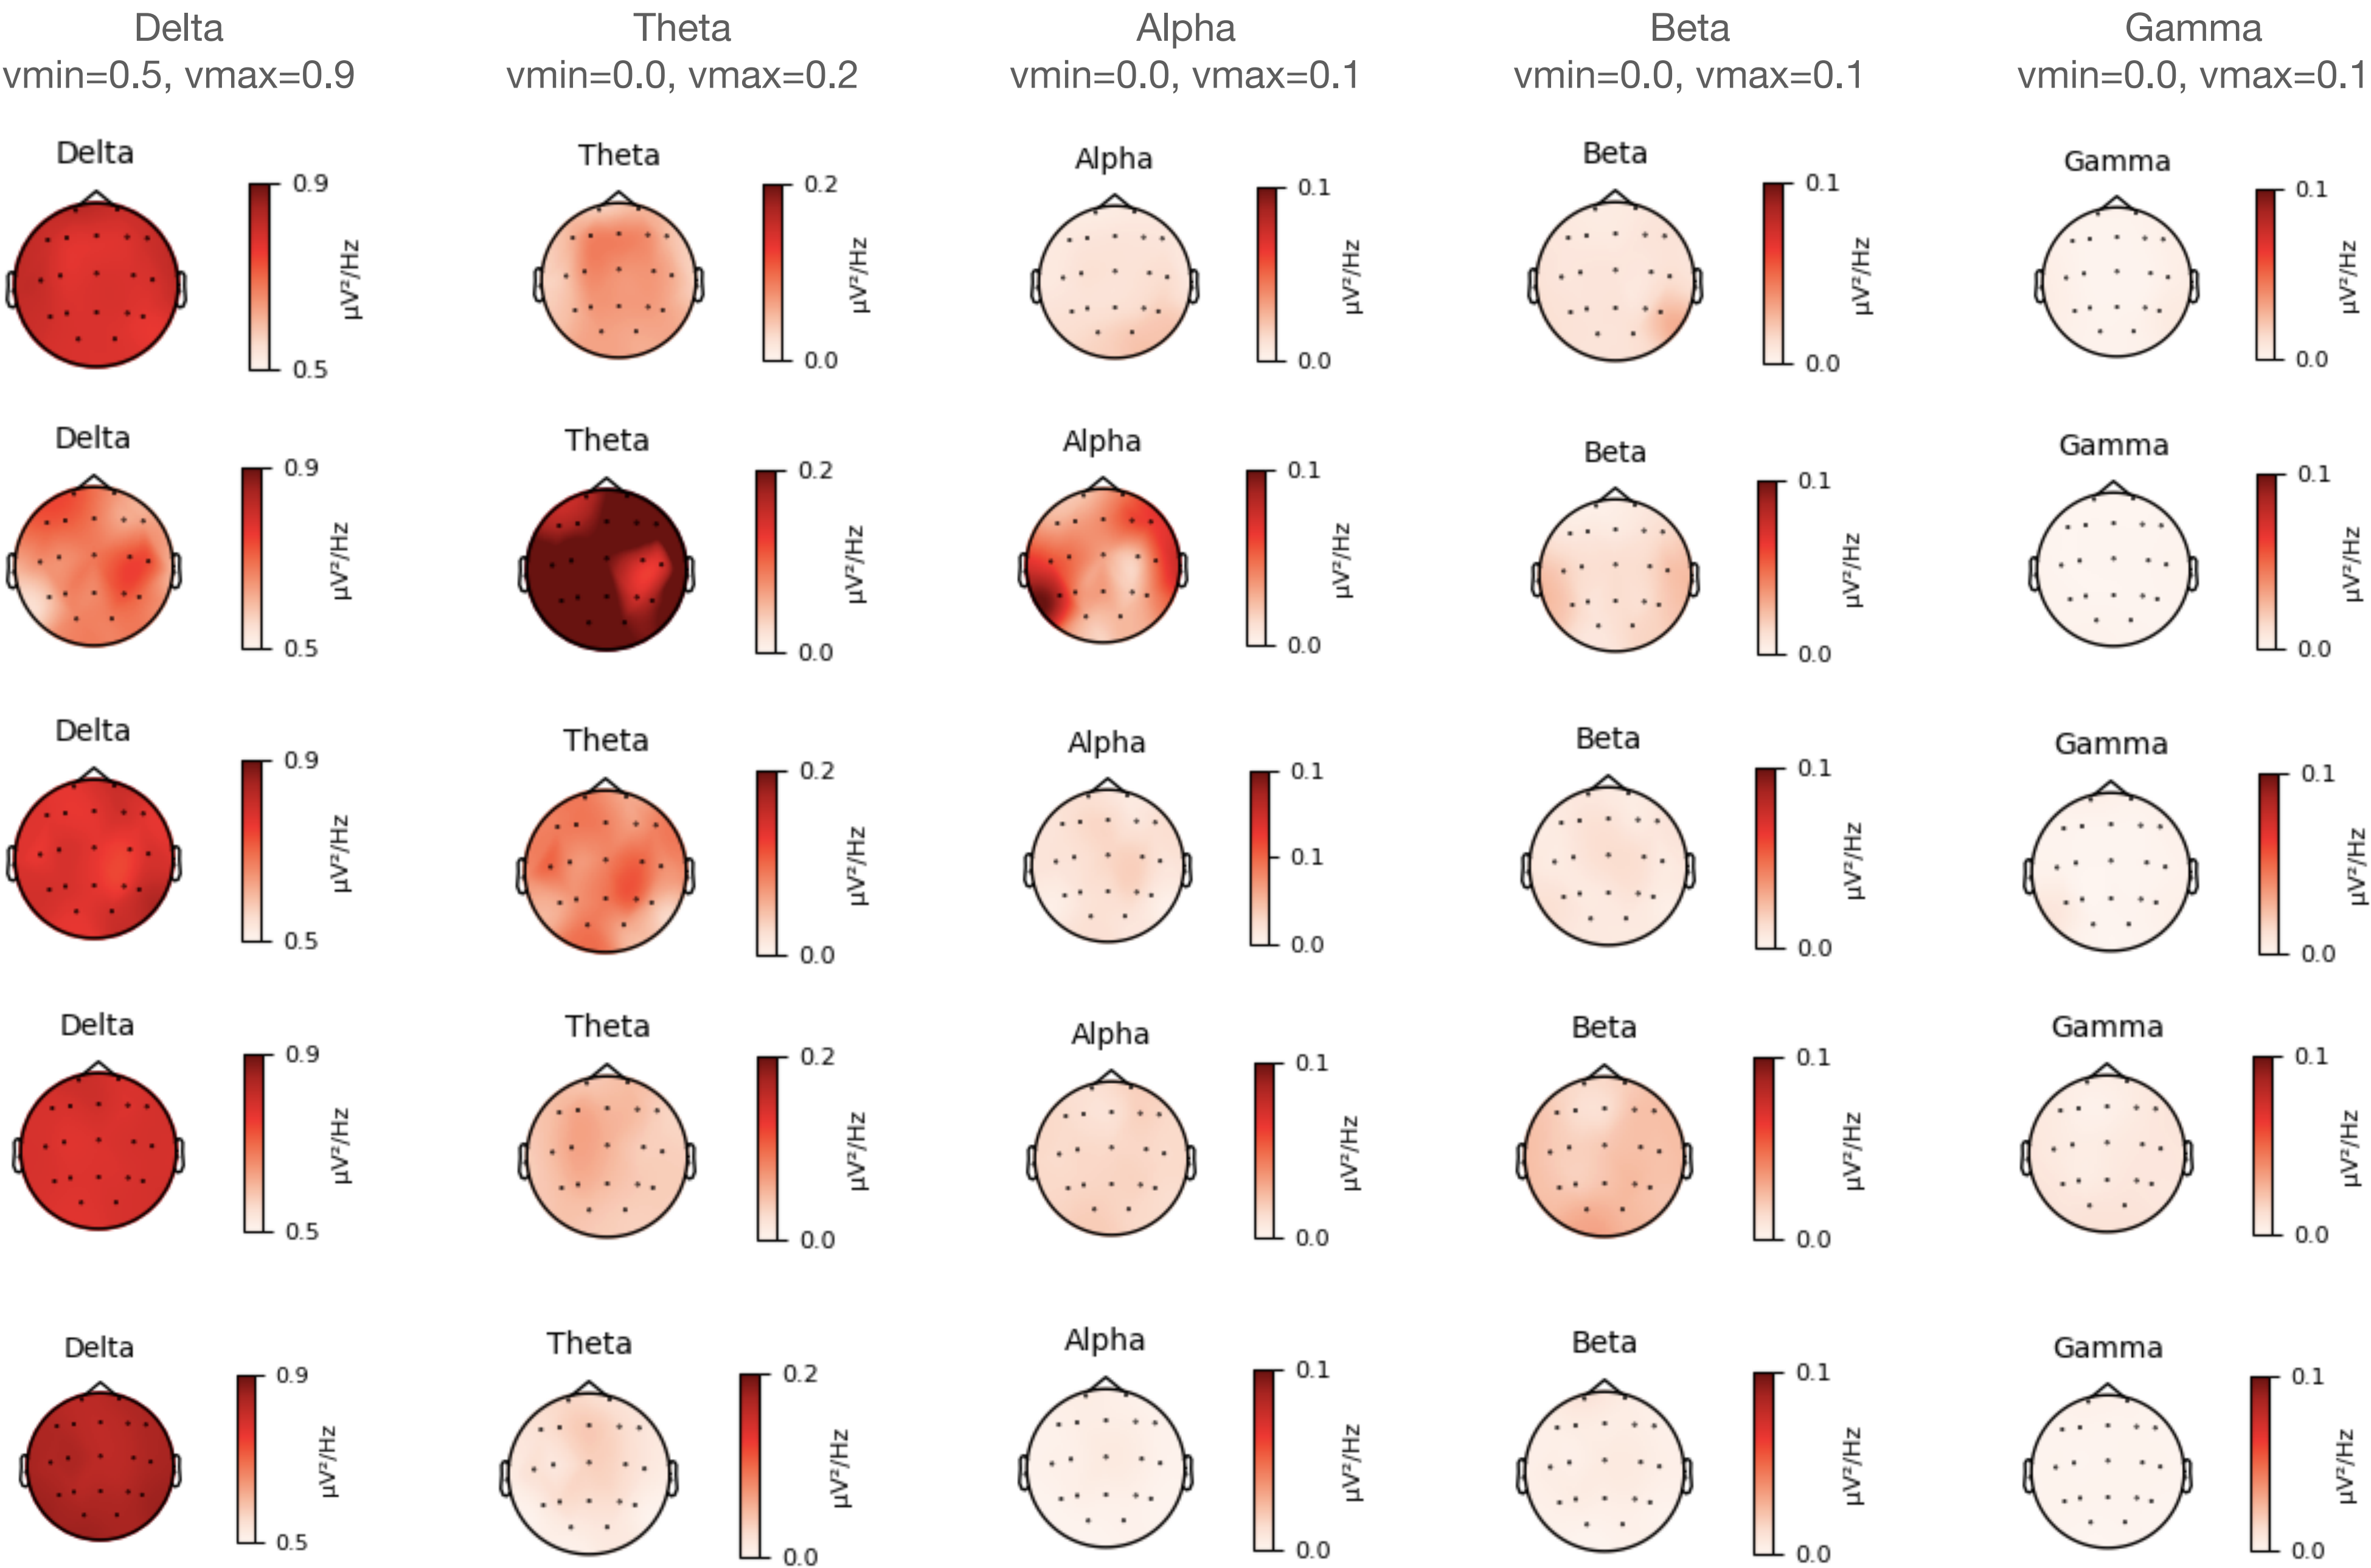 Delta Theta Alpha Beta Gamma
vmin=0.5, vmax=0.9 vmin=0.0, vmax=0.2 vmin=0.0, vmax=0.1 vmin=0.0, vmax=0.1 vmin=0.0, vmax=0.1
Delta Theta Alpha Beta Gamma
0.9 0.2 0.1 0.1 0.1
µV²/Hz µV²/Hz µV²/Hz µV²/Hz µV²/Hz
0.5 0.0 0.0 0.0 0.0
Delta Theta Alpha Beta Gamma
0.9 0.2 0.1 0.1 0.1
µV²/Hz µV²/Hz µV²/Hz µV²/Hz µV²/Hz
0.5 0.0 0.0 0.0 0.0
Delta Theta Alpha Beta Gamma
0.9 0.2 0.1 0.1 0.1
µV²/Hz µV²/Hz 0.1 µV²/Hz µV²/Hz µV²/Hz
0.5 0.0 0.0 0.0 0.0
Delta Theta Alpha Beta Gamma
0.9 0.2 0.1 0.1 0.1
µV²/Hz µV²/Hz µV²/Hz µV²/Hz µV²/Hz
0.5 0.0 0.0 0.0 0.0
Delta Theta Alpha Beta Gamma
0.9 0.2 0.1 0.1 0.1
µV²/Hz µV²/Hz µV²/Hz µV²/Hz µV²/Hz
0.5 0.0 0.0 0.0 0.0